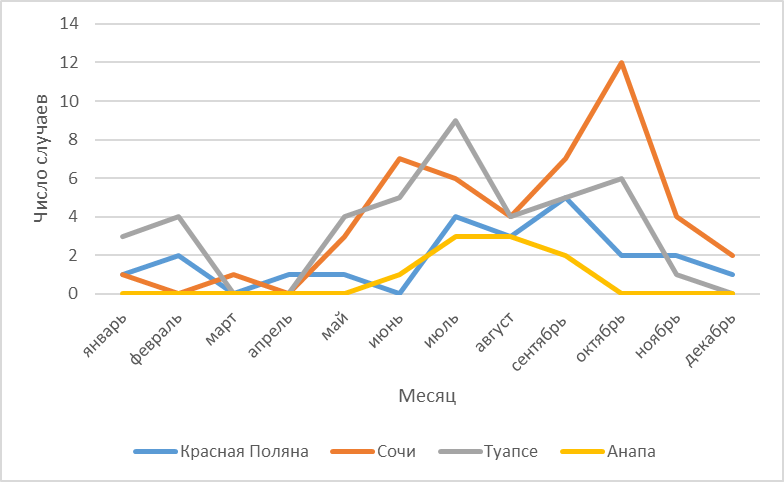 14
12
10
8
6
4
2
0
Число случаев
январь
февраль
март
апрель
май
июнь
июль
август
сентябрь
октябрь
ноябрь
декабрь
Месяц
Красная Поляна Сочи Туапсе Анапа